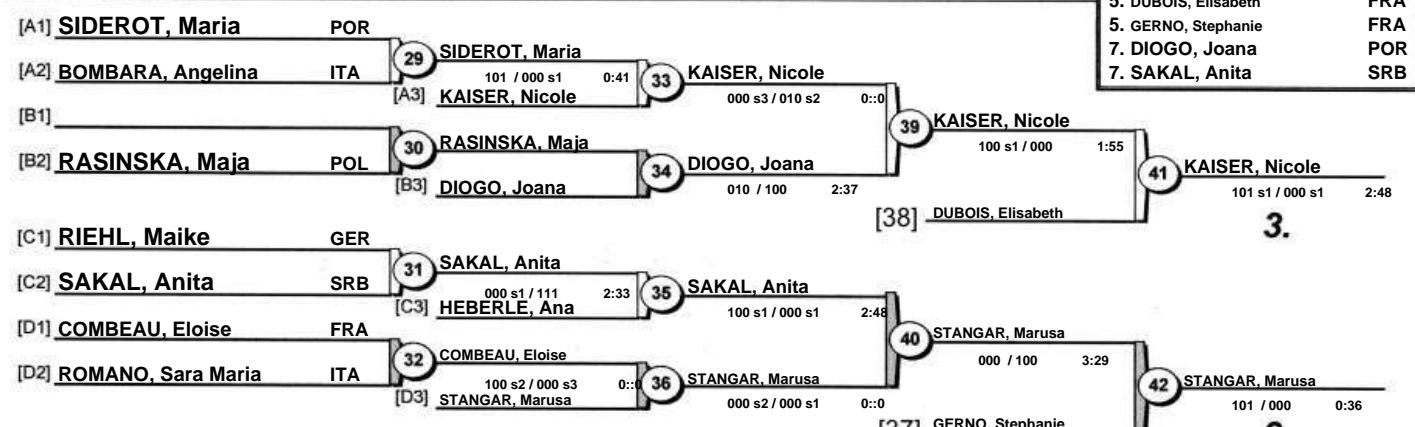 5. DUBOIS, Elisabeth FRA
5. GERNO, Stephanie FRA
7. DIOGO, Joana POR
7. SAKAL, Anita SRB
[A1] SIDEROT, Maria POR
[A2] BOMBARA, Angelina ITA
29
SIDEROT, Maria
101 / 000 s1 0:41
[A3] KAISER, Nicole
33
KAISER, Nicole
000 s3 / 010 s2 0::0
[B1]
[B2] RASINSKA, Maja POL
30
RASINSKA, Maja
[B3] DIOGO, Joana
34
DIOGO, Joana
010 / 100 2:37
39
KAISER, Nicole
100 s1 / 000 1:55
[38] DUBOIS, Elisabeth
41
KAISER, Nicole
101 s1 / 000 s1 2:48
3.
[C1] RIEHL, Maike GER
[C2] SAKAL, Anita SRB
31
SAKAL, Anita
000 s1 / 111 2:33
[C3] HEBERLE, Ana
35
SAKAL, Anita
100 s1 / 000 s1 2:48
[D1] COMBEAU, Eloise FRA
[D2] ROMANO, Sara Maria ITA
32
COMBEAU, Eloise
100 s2 / 000 s3 0::0
[D3] STANGAR, Marusa
36
STANGAR, Marusa
000 s2 / 000 s1 0::0
40
STANGAR, Marusa
000 / 100 3:29
[37] GERNO, Stephanie
42
STANGAR, Marusa
101 / 000 0:36